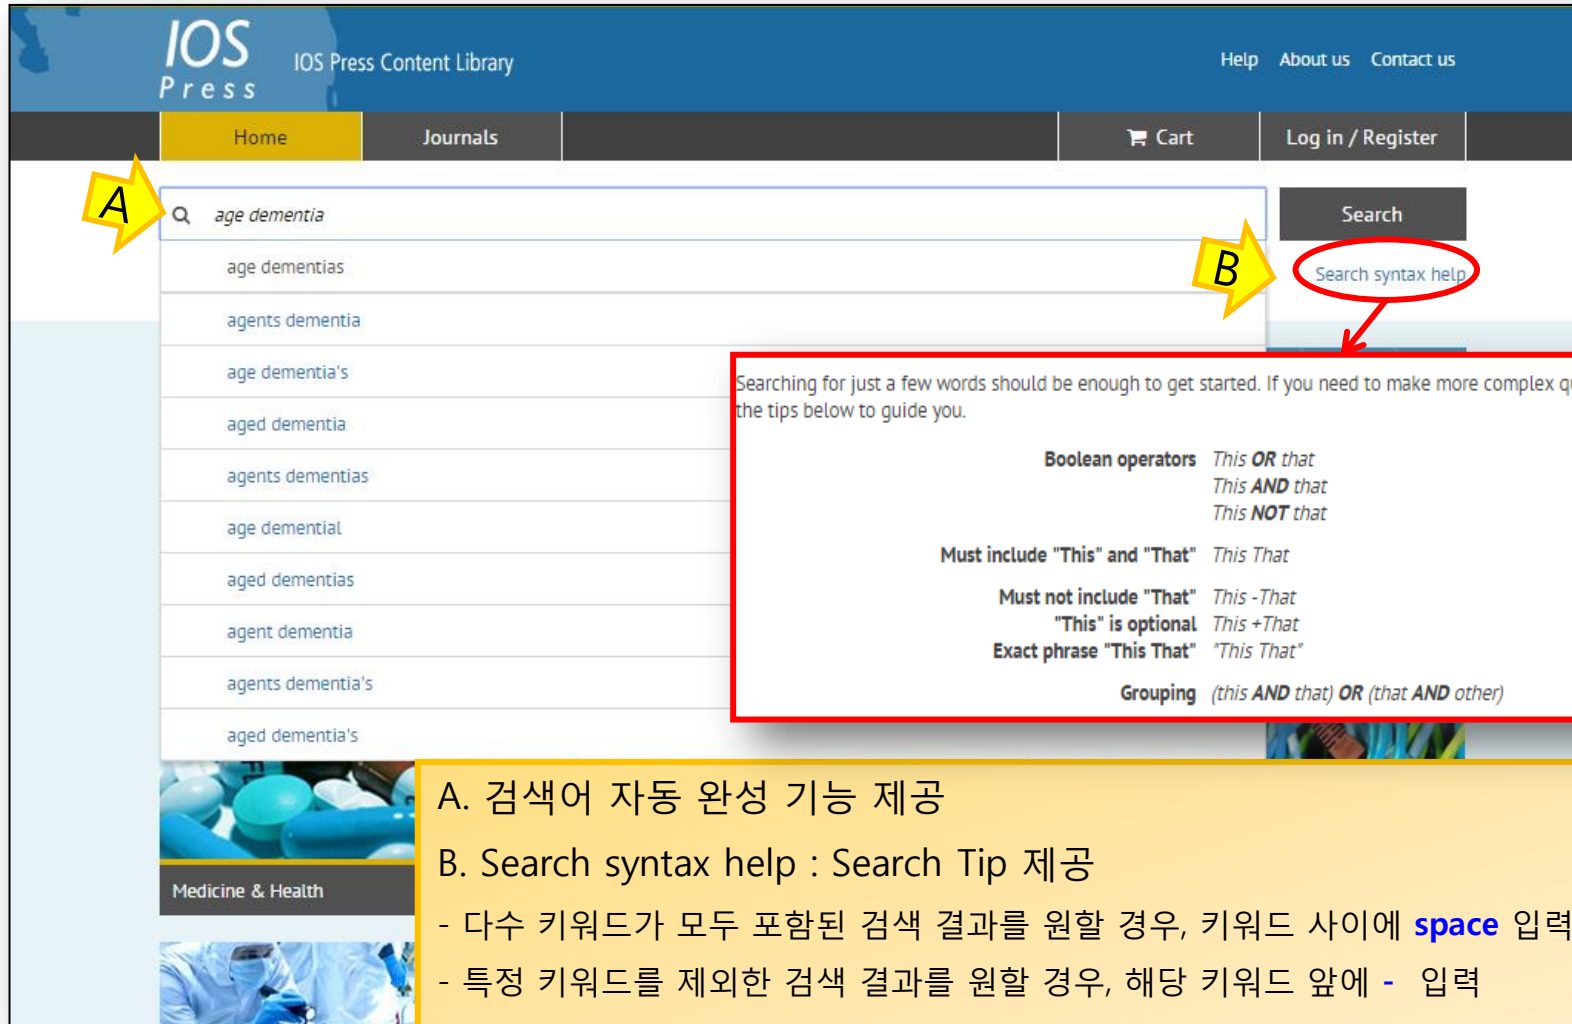 IOS
Press
IOS Press Content Library
Help About us Contact us
Home Journals Cart Log in / Register
A
age dementia
Search
age dementias
B
Search syntax help
agents dementia
age dementia's
aged dementia
agents dementias
age demential
aged dementias
agent dementia
agents dementia's
aged dementia's
Searching for just a few words should be enough to get started. If you need to make more complex
the tips below to guide you.
Boolean operators This OR that
This AND that
This NOT that
Must include "This" and "That" This That
Must not include "That" This -That
"This" is optional This +That
Exact phrase "This That" "This That"
Grouping (this AND that) OR (that AND other)
Medicine & Health
A. 검색어 자동 완성 기능 제공
B. Search syntax help : Search Tip 제공
- 다수 키워드가 모두 포함된 검색 결과를 원할 경우, 키워드 사이에 space 입력
- 특정 키워드를 제외한 검색 결과를 원할 경우, 해당 키워드 앞에 - 입력